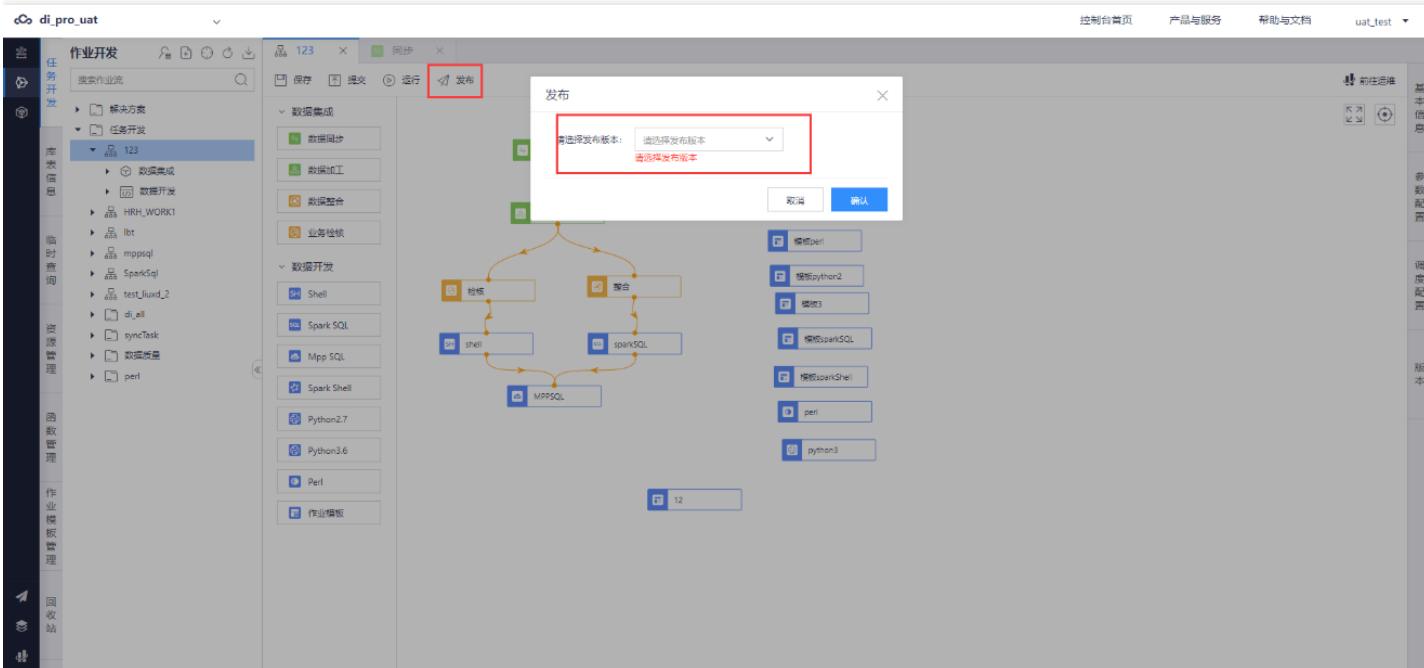 di_pro_uat
控制台首页
产品与服务
帮助与文档
uat_test
任务开发
库表信息
临时查询
资源管理
函数管理
作业模板管理
回收站
作业开发
搜索作业流
解决方案
任务开发
123
数据集成
数据开发
HRH_WORK1
lbt
mppsql
SparkSql
test_liuxd_2
di_all
syncTask
数据质量
perl
123
同步
保存
提交
运行
发布
前往运维
数据集成
数据同步
数据加工
数据整合
业务检核
数据开发
Shell
Spark SQL
Mpp SQL
Spark Shell
Python2.7
Python3.6
Perl
作业模板
发布
请选择发布版本：
请选择发布版本
请选择发布版本
取消
确认
检核
整合
shell
sparkSQL
MPPSQL
12
模板perl
模板python2
模板3
模板sparkSQL
模板sparkShell
perl
python3
基本信息
参数配置
调度配置
版本